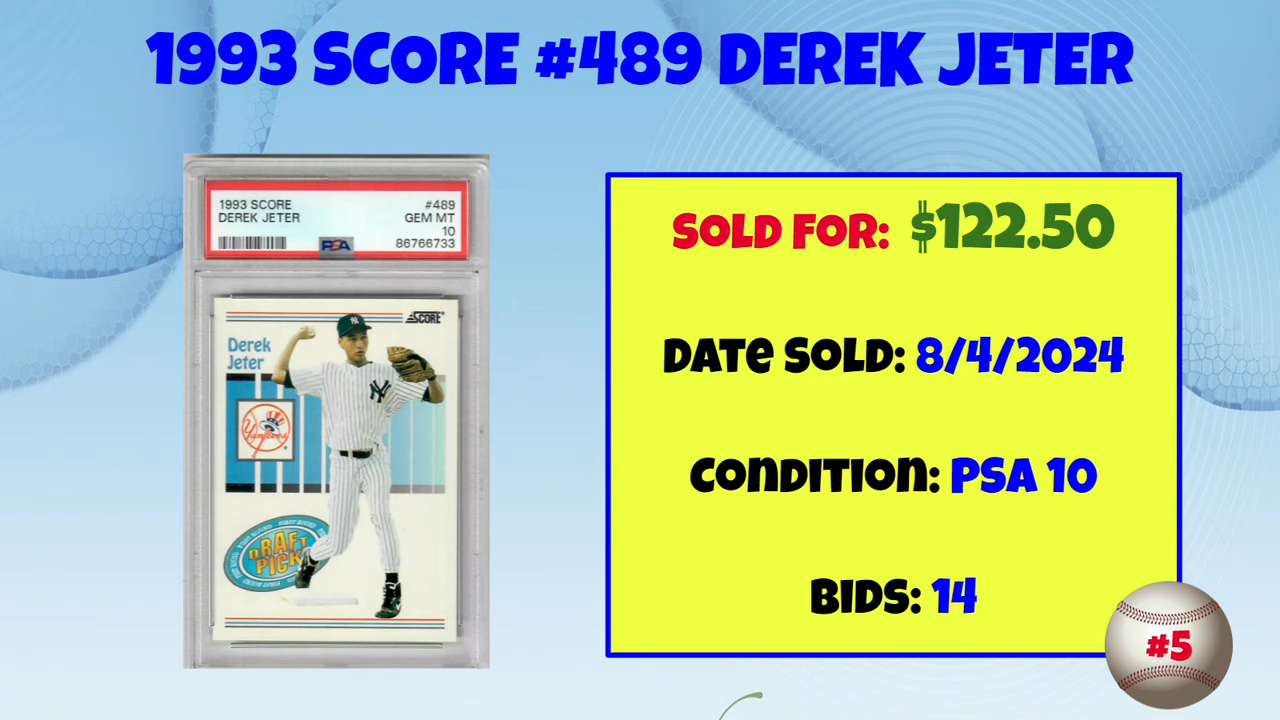 1993 SCORE #489 DEREK JETER
1993 SCORE #489
DEREK JETER GEM MT
10
PSA 86766733
SCORE
Derek
Jeter
Yankees
DRAFT
PICK
SOLD FOR: $122.50
DATE SOLD: 8/4/2024
CONDITION: PSA 10
BIDS: 14
#5